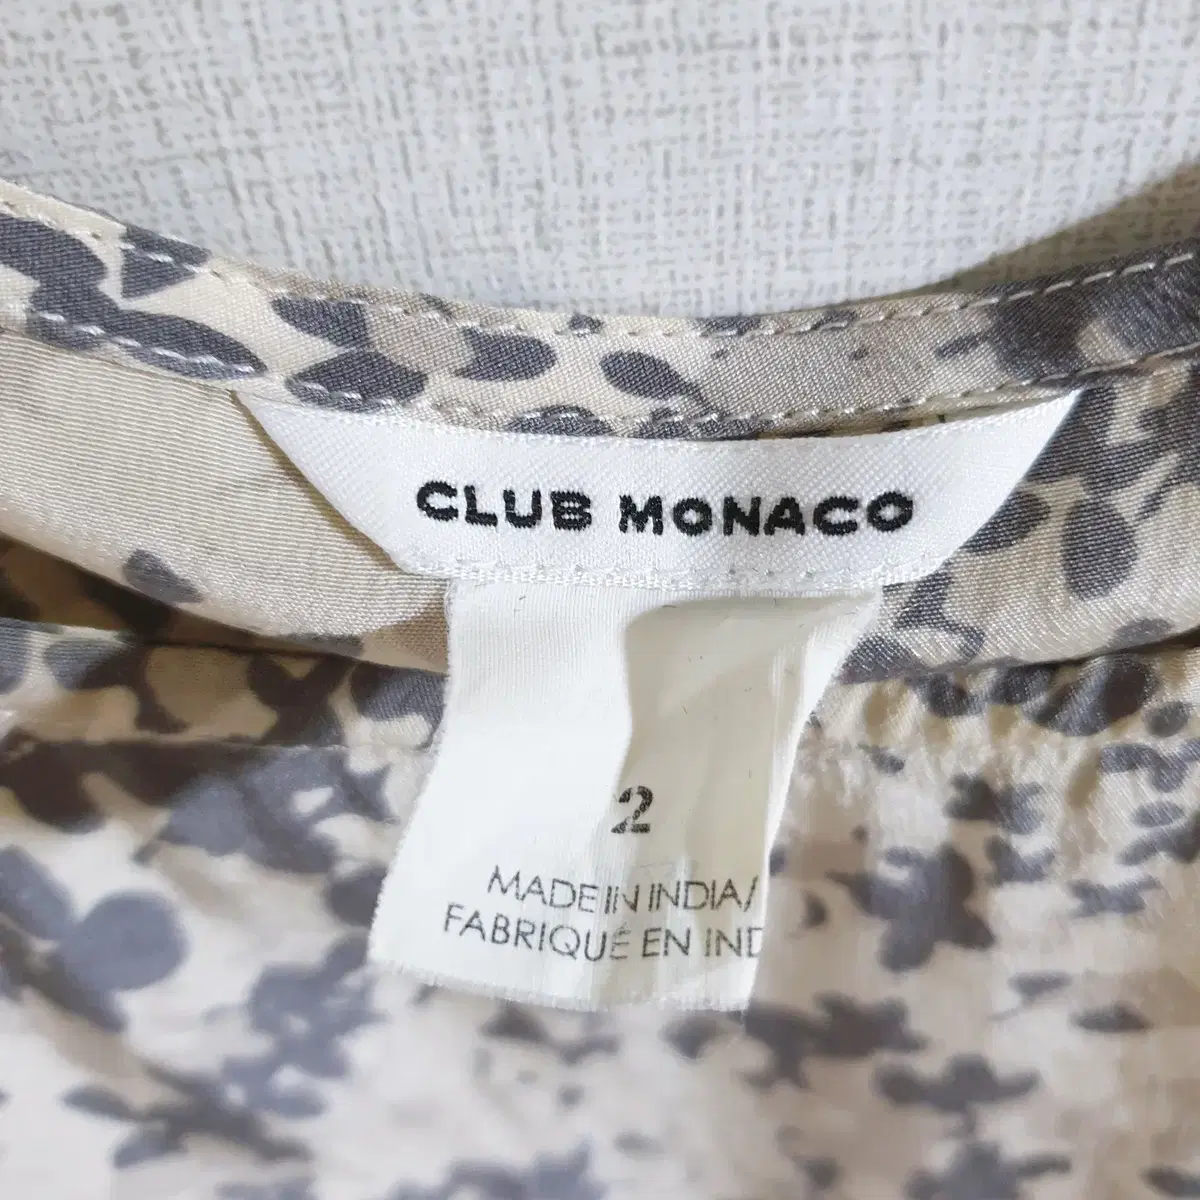 CLUB MONACO
2
MADE IN INDIA/
FABRIQUÉ EN IND